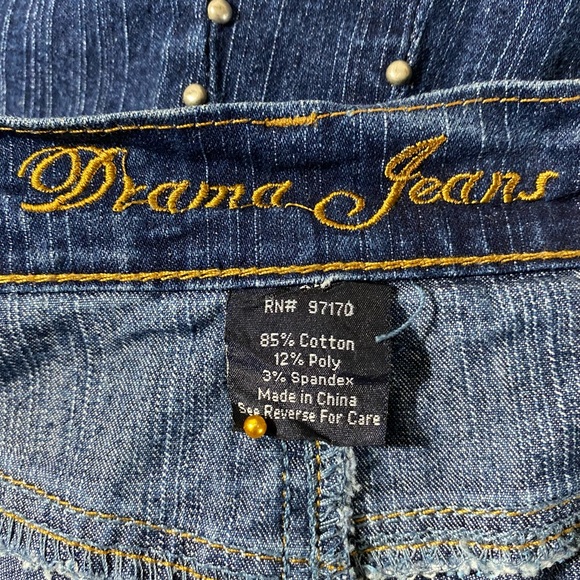 Drama Jeans
RN# 97170
85% Cotton
12% Poly
3% Spandex
Made in China
See Reverse For Care